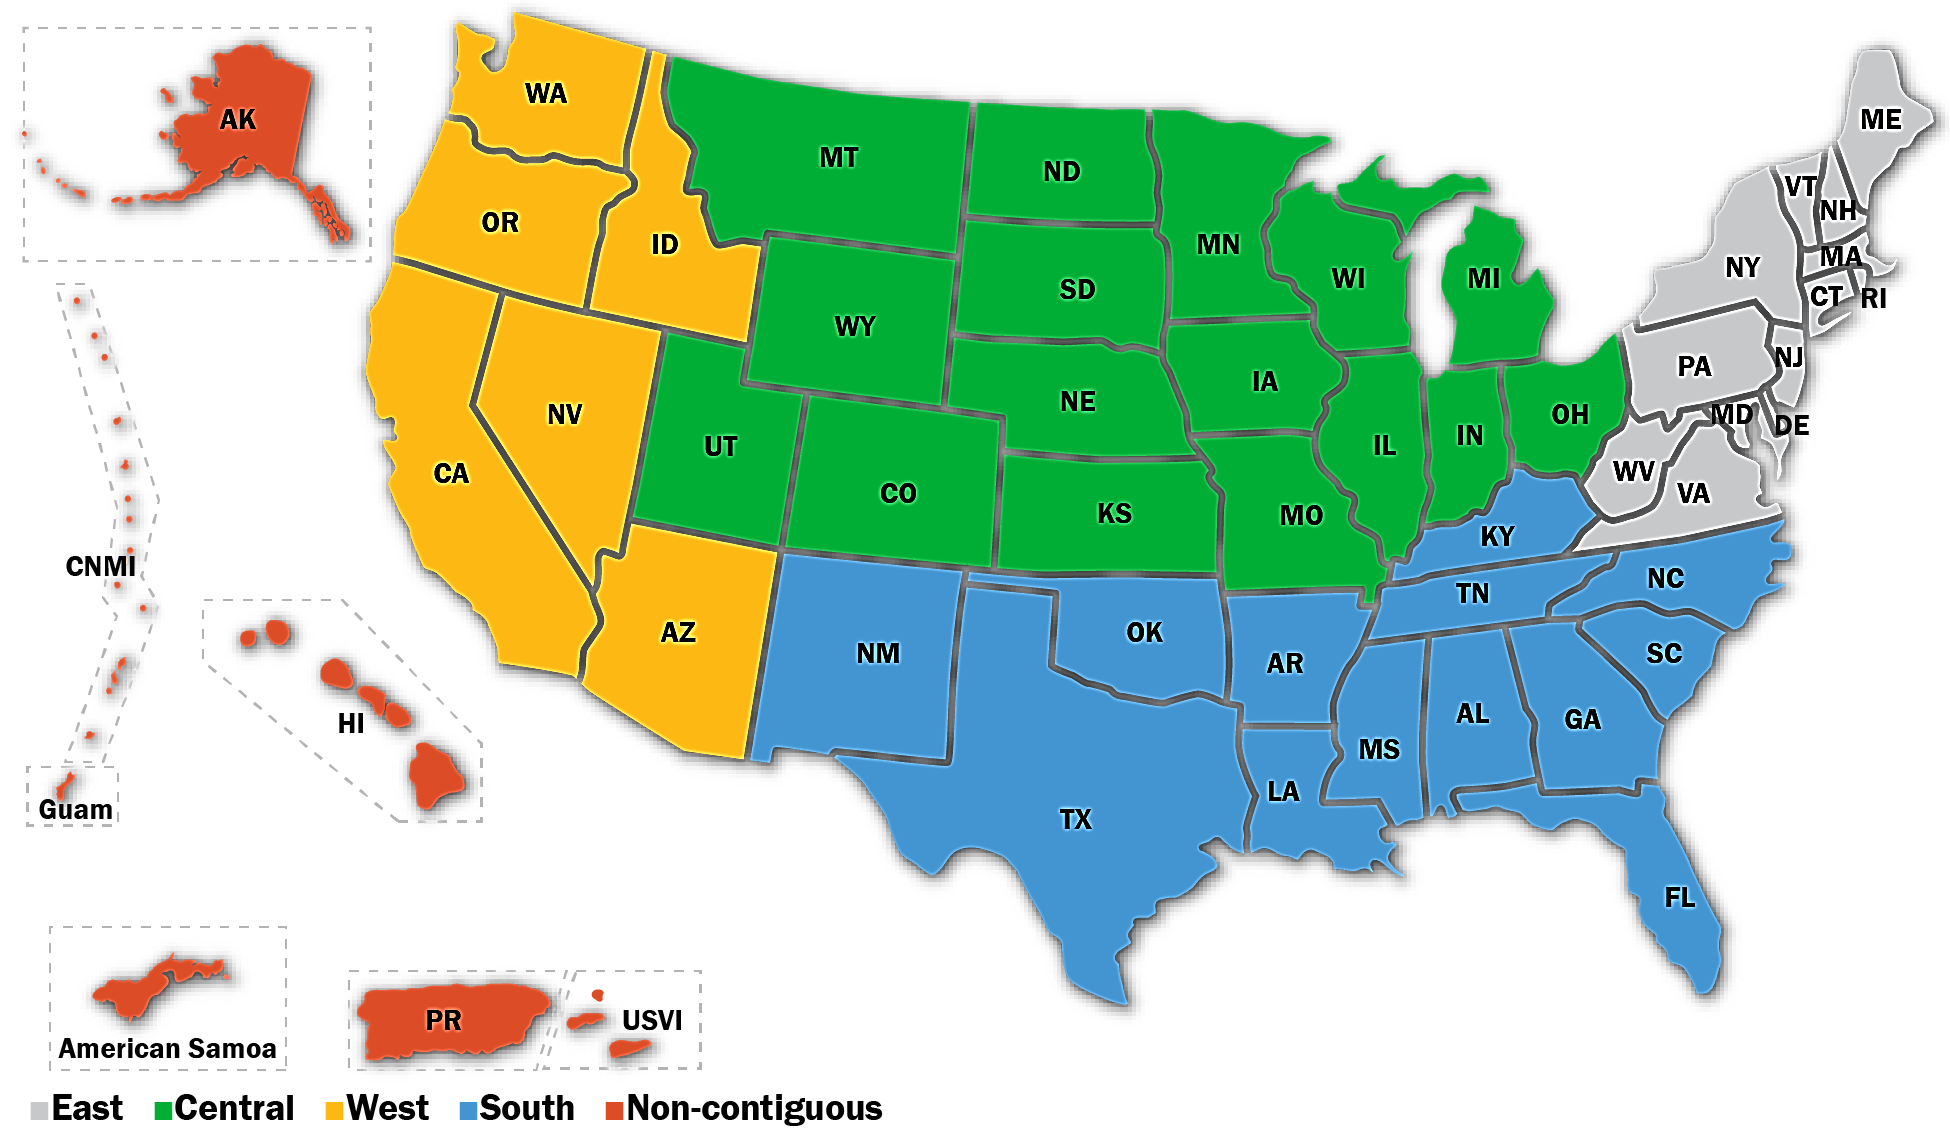 AK
WA
MT
ND
MN
WI
MI
ME
VT
NH
NY
MA
CT
RI
OR
ID
SD
WY
IA
NE
PA
NJ
MD
DE
OH
IN
IL
WV
VA
CA
NV
UT
CO
KS
MO
KY
NC
TN
SC
CNMI
AZ
NM
OK
AR
AL
GA
MS
HI
LA
TX
FL
Guam
American Samoa
PR
USVI
East Central West South Non-contiguous